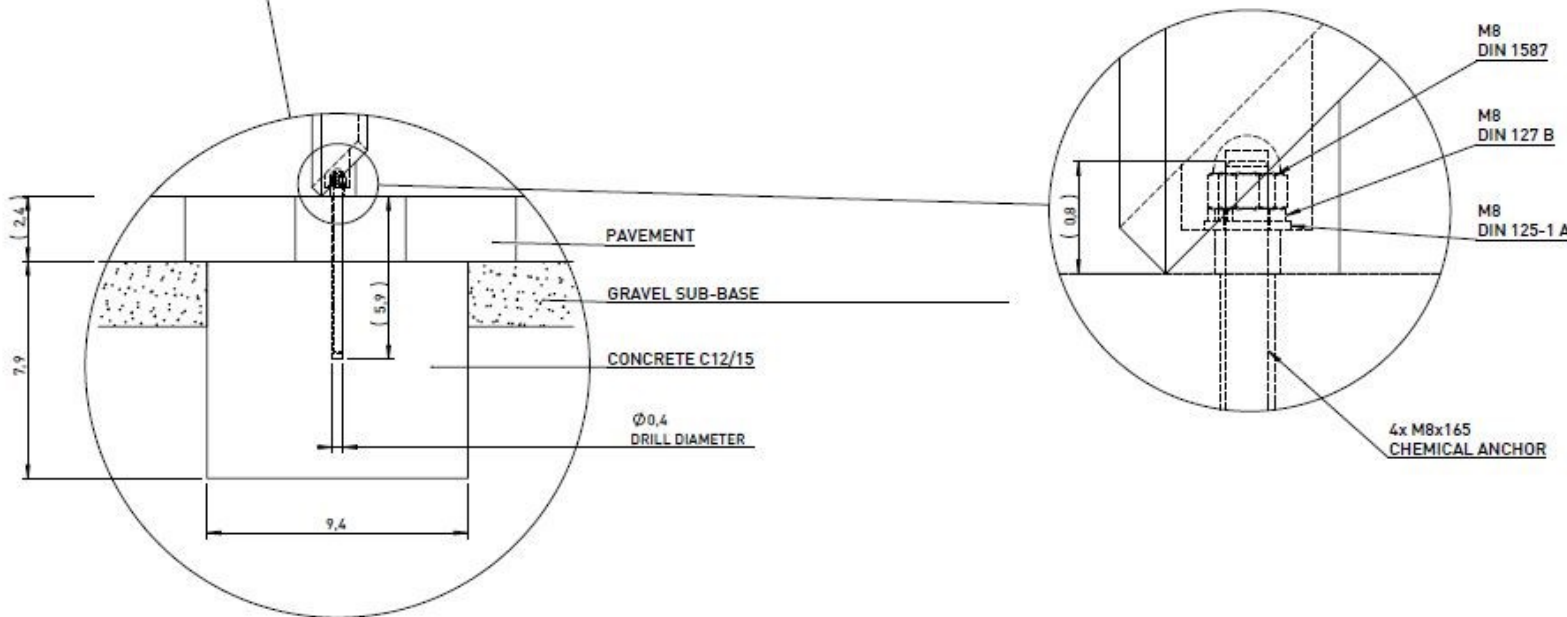 ( 2,4 )
7,9
( 5,9 )
9,4
PAVEMENT
GRAVEL SUB-BASE
CONCRETE C12/15
Ø0,4
DRILL DIAMETER
( 0,8 )
M8
DIN 1587
M8
DIN 127 B
M8
DIN 125-1 A
4x M8x165
CHEMICAL ANCHOR